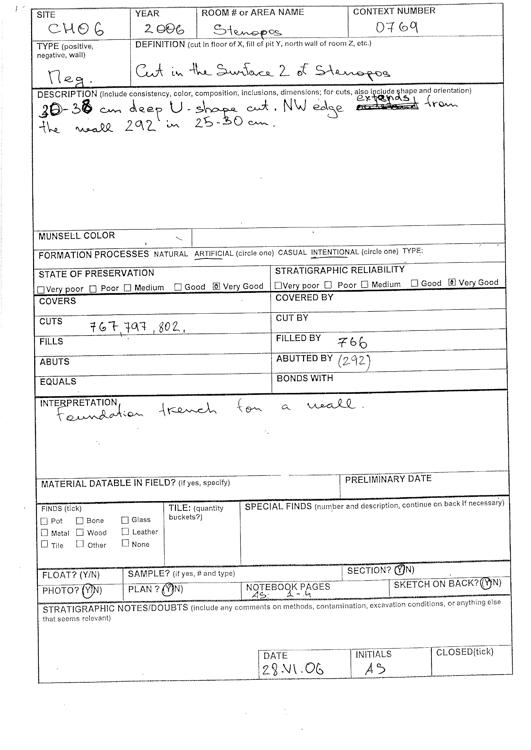 SITE YEAR ROOM # or AREA NAME CONTEXT NUMBER
CH06 2006 Stenopos 0769
TYPE (positive, negative, wall) DEFINITION (cut in floor of X, fill of pit Y, north wall of room Z, etc.)
Neg. Cut in the Surface 2 of Stenopos
DESCRIPTION (include consistency, color, composition, inclusions, dimensions; for cuts, also include shape and orientation)
30-38 cm deep U-shape cut. NW edge extends from
the wall 292 in 25-30 cm.
MUNSELL COLOR
FORMATION PROCESSES NATURAL ARTIFICIAL (circle one) CASUAL INTENTIONAL (circle one) TYPE:
STATE OF PRESERVATION STRATIGRAPHIC RELIABILITY
Very poor Poor Medium Good Very Good Very poor Poor Medium Good Very Good
COVERS COVERED BY
CUTS 767, 797, 802. CUT BY
FILLS FILLED BY 766
ABUTS ABUTTED BY (292)
EQUALS BONDS WITH
INTERPRETATION
Foundation trench for a wall.
MATERIAL DATABLE IN FIELD? (if yes, specify) PRELIMINARY DATE
FINDS (tick) TILE: (quantity buckets?) SPECIAL FINDS (number and description, continue on back if necessary)
Pot Bone Glass
Metal Wood Leather
Tile Other None
FLOAT? (Y/N) SAMPLE? (if yes, # and type) SECTION? (Y/N)
PHOTO? (Y/N) PLAN? (Y/N) NOTEBOOK PAGES AS: 1-4 SKETCH ON BACK? (Y/N)
STRATIGRAPHIC NOTES/DOUBTS (include any comments on methods, contamination, excavation conditions, or anything else
that seems relevant)
DATE INITIALS CLOSED(tick)
28.VI.06 AS